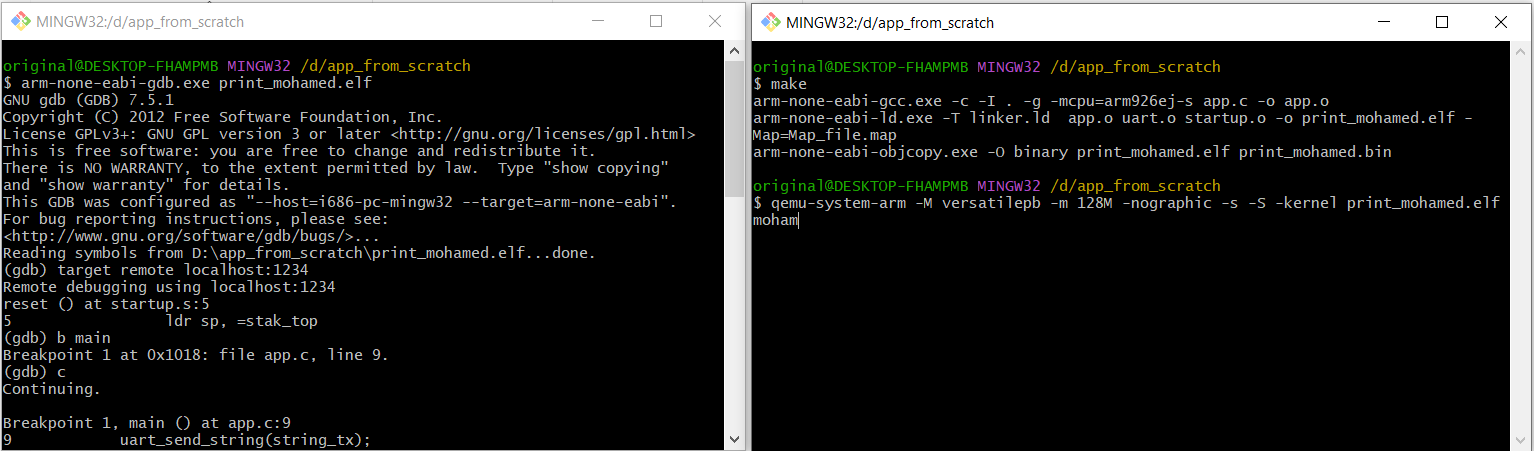 MINGW32:/d/app_from_scratch
original@DESKTOP-FHAMPMB MINGW32 /d/app_from_scratch
$ arm-none-eabi-gdb.exe print_mohamed.elf
GNU gdb (GDB) 7.5.1
Copyright (C) 2012 Free Software Foundation, Inc.
License GPLv3+: GNU GPL version 3 or later <http://gnu.org/licenses/gpl.html>
This is free software: you are free to change and redistribute it.
There is NO WARRANTY, to the extent permitted by law.  Type "show copying"
and "show warranty" for details.
This GDB was configured as "--host=i686-pc-mingw32 --target=arm-none-eabi".
For bug reporting instructions, please see:
<http://www.gnu.org/software/gdb/bugs/>...
Reading symbols from D:\app_from_scratch\print_mohamed.elf...done.
(gdb) target remote localhost:1234
Remote debugging using localhost:1234
reset () at startup.s:5
5                 ldr sp, =stak_top
(gdb) b main
Breakpoint 1 at 0x1018: file app.c, line 9.
(gdb) c
Continuing.
Breakpoint 1, main () at app.c:9
9            uart_send_string(string_tx);
MINGW32:/d/app_from_scratch
original@DESKTOP-FHAMPMB MINGW32 /d/app_from_scratch
$ make
arm-none-eabi-gcc.exe -c -I . -g -mcpu=arm926ej-s app.c -o app.o
arm-none-eabi-ld.exe -T linker.ld  app.o uart.o startup.o -o print_mohamed.elf -
Map=Map_file.map
arm-none-eabi-objcopy.exe -O binary print_mohamed.elf print_mohamed.bin
original@DESKTOP-FHAMPMB MINGW32 /d/app_from_scratch
$ qemu-system-arm -M versatilepb -m 128M -nographic -s -S -kernel print_mohamed.elf
moham